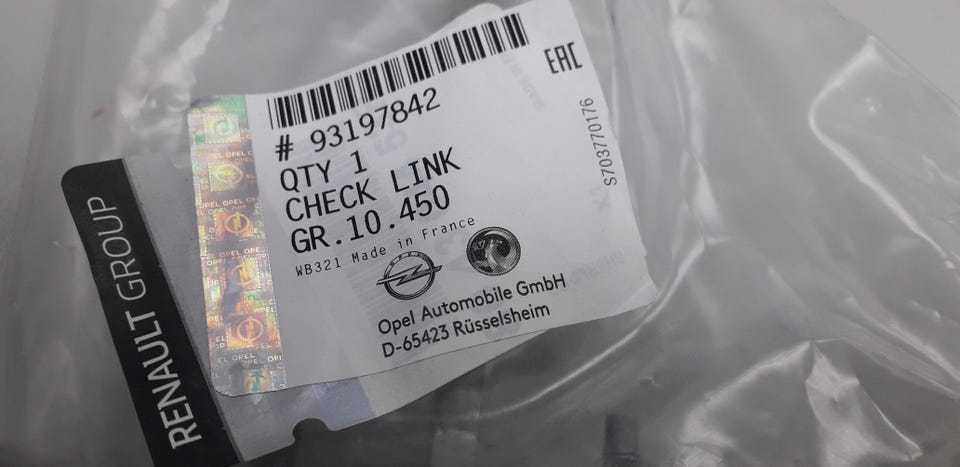 EAC
# 93197842
QTY 1
CHECK LINK
GR.10.450
WB321 Made in France
Opel Automobile GmbH
D-65423 Rüsselsheim
S703770176
RENAULT GROUP
OPEL OPEL